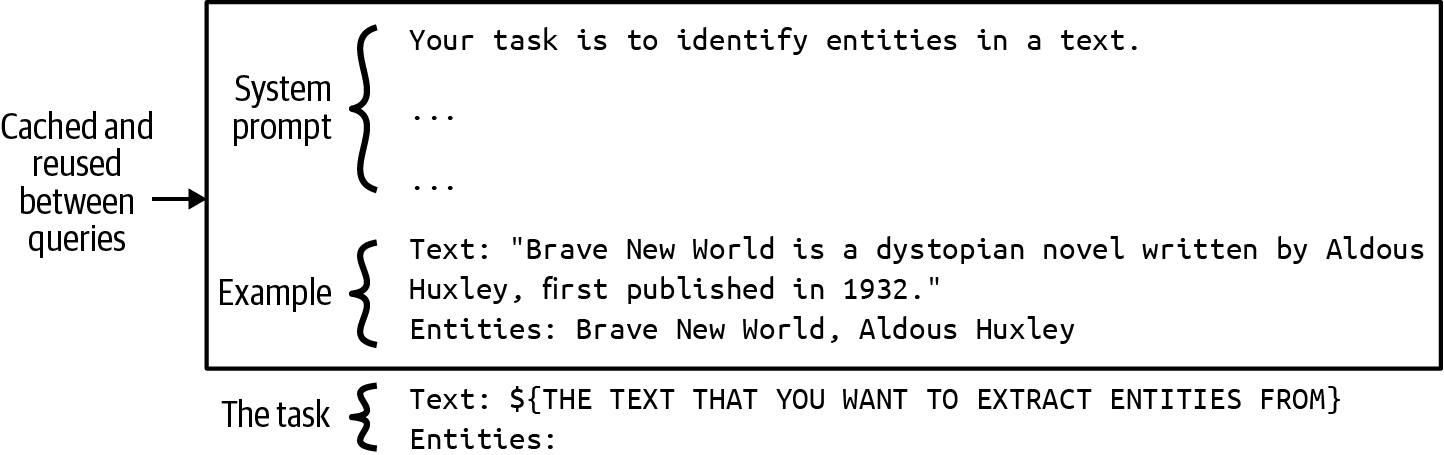 Cached and
reused
between
queries
System
prompt
Your task is to identify entities in a text.
...
...
Example
Text: "Brave New World is a dystopian novel written by Aldous
Huxley, first published in 1932."
Entities: Brave New World, Aldous Huxley
The task
Text: ${THE TEXT THAT YOU WANT TO EXTRACT ENTITIES FROM}
Entities: